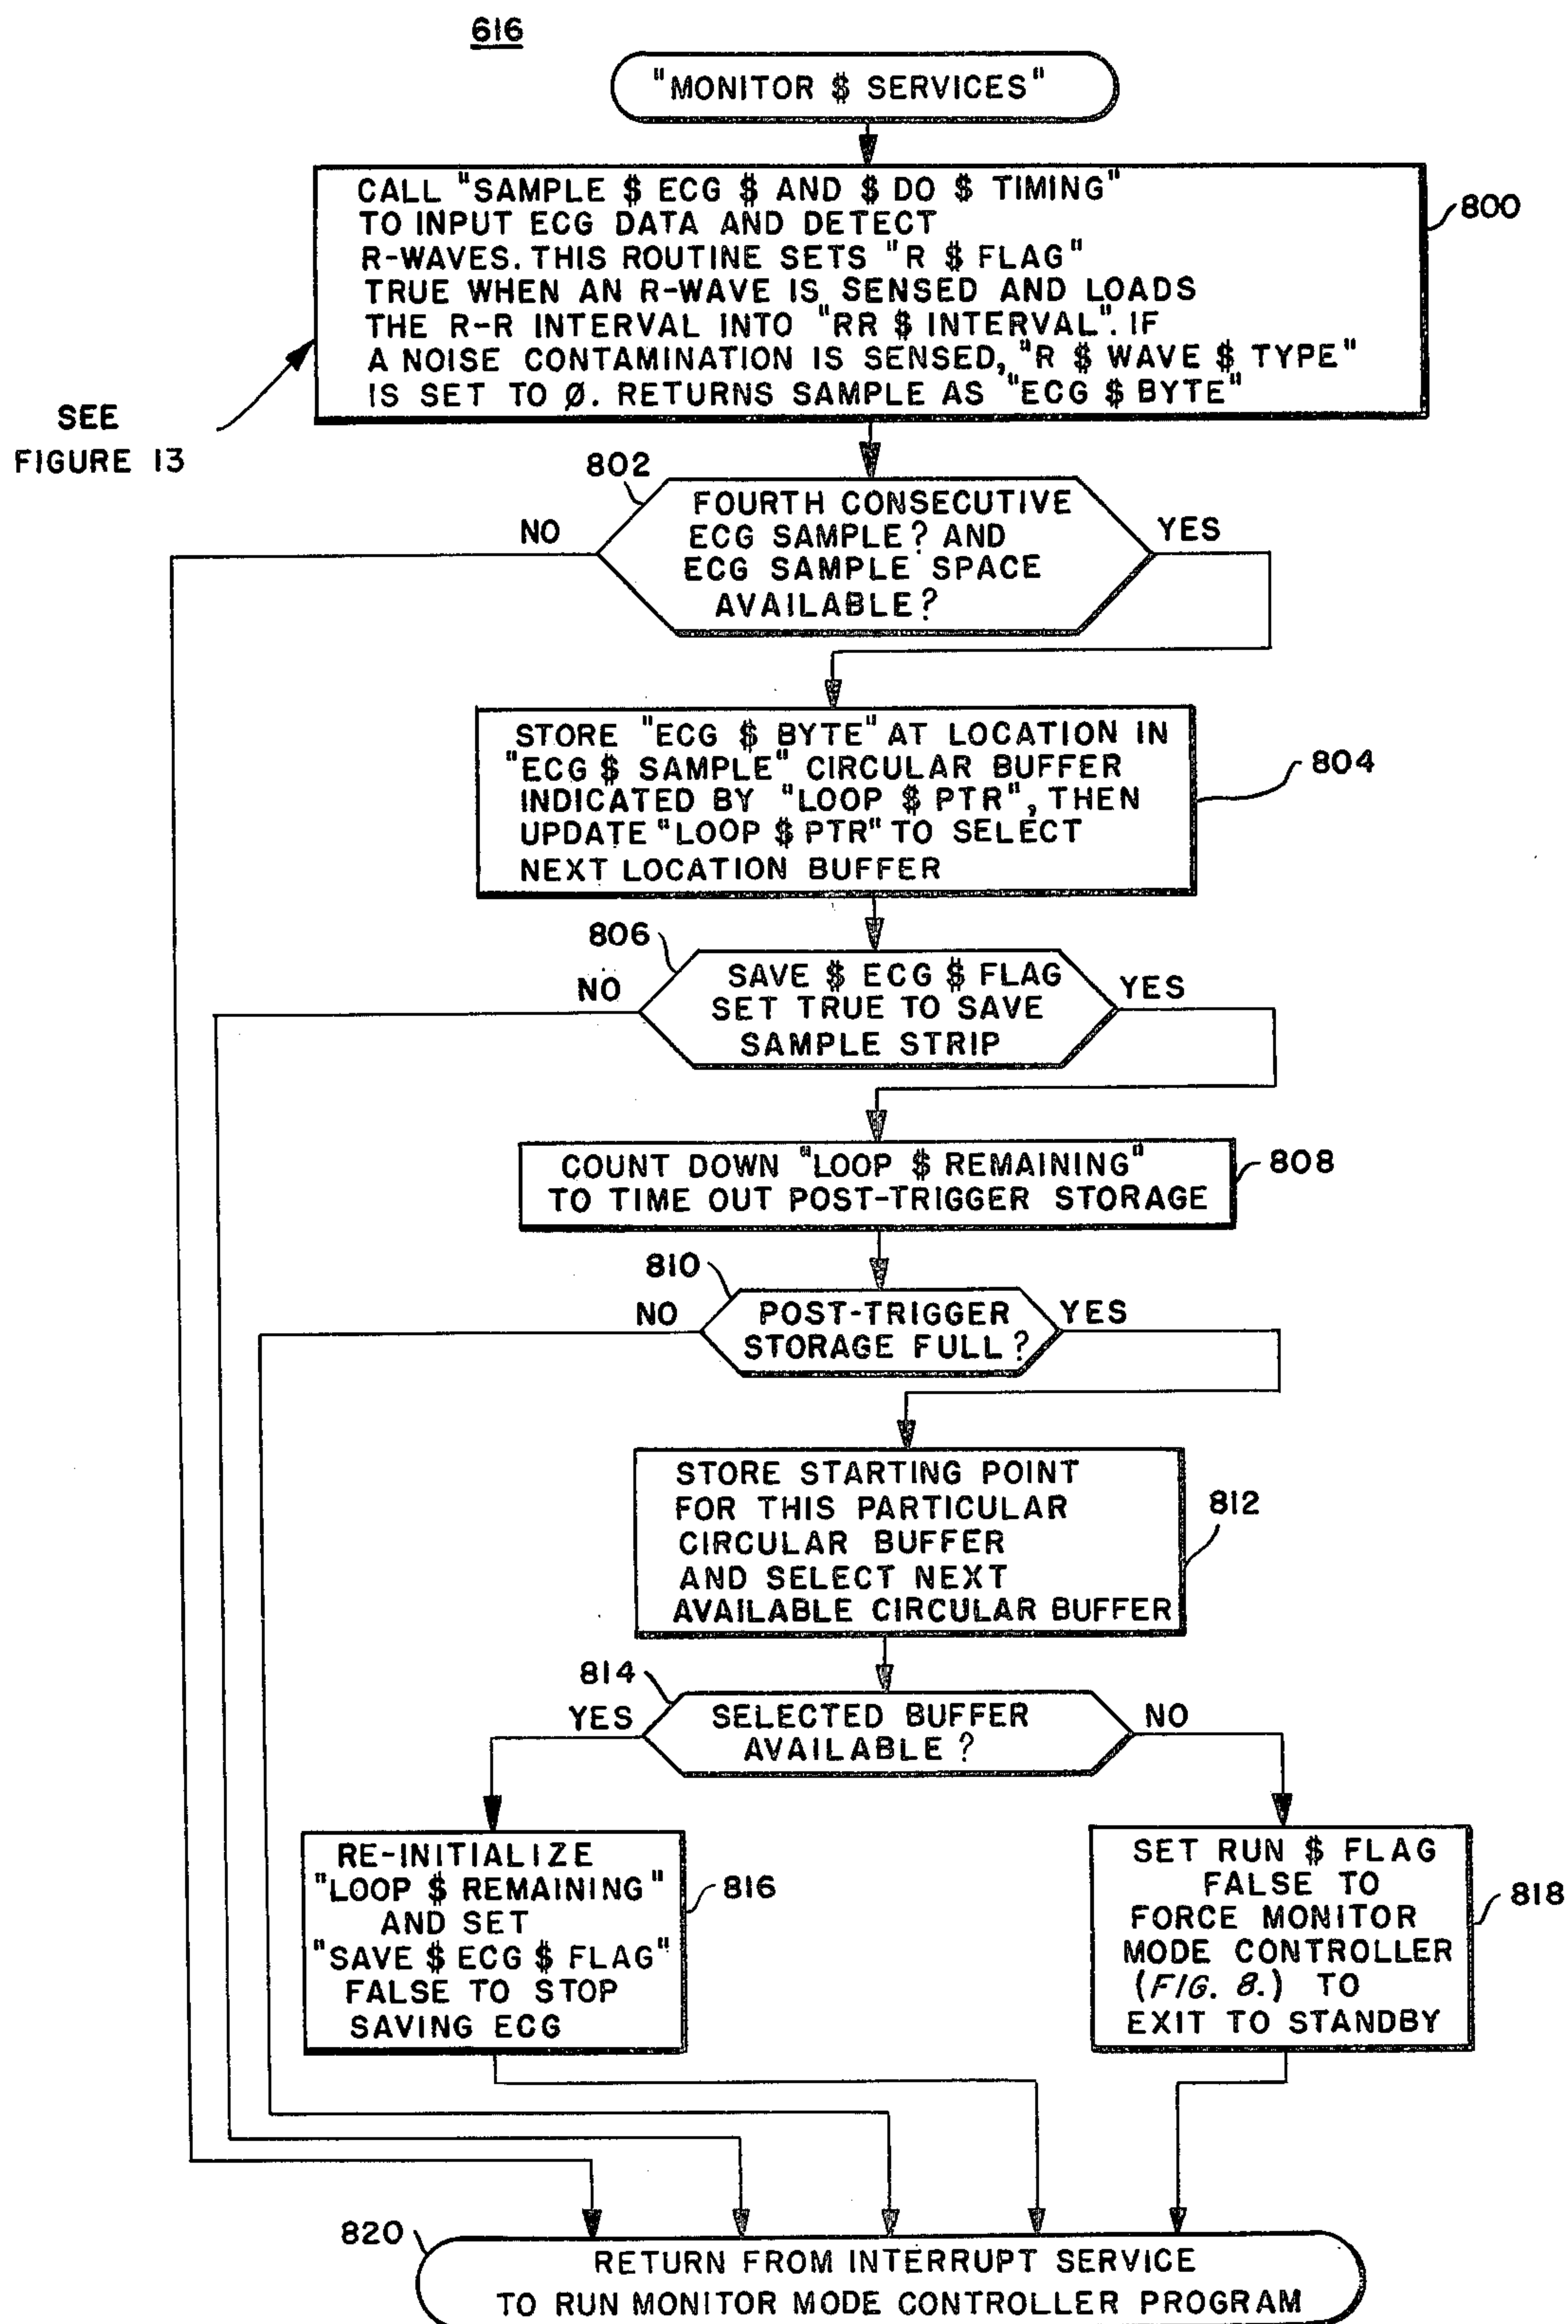 616
"MONITOR $ SERVICES"
CALL "SAMPLE $ ECG $ AND $ DO $ TIMING"
TO INPUT ECG DATA AND DETECT
R-WAVES. THIS ROUTINE SETS "R $ FLAG"
TRUE WHEN AN R-WAVE IS SENSED AND LOADS
THE R-R INTERVAL INTO "RR $ INTERVAL". IF
A NOISE CONTAMINATION IS SENSED, "R $ WAVE $ TYPE"
IS SET TO Ø. RETURNS SAMPLE AS "ECG $ BYTE"
800
SEE
FIGURE 13
802
NO
FOURTH CONSECUTIVE
ECG SAMPLE? AND
ECG SAMPLE SPACE
AVAILABLE?
YES
STORE "ECG $ BYTE" AT LOCATION IN
"ECG $ SAMPLE" CIRCULAR BUFFER
INDICATED BY "LOOP $ PTR", THEN
UPDATE "LOOP $ PTR" TO SELECT
NEXT LOCATION BUFFER
804
806
NO
SAVE $ ECG $ FLAG
SET TRUE TO SAVE
SAMPLE STRIP
YES
COUNT DOWN "LOOP $ REMAINING"
TO TIME OUT POST-TRIGGER STORAGE
808
810
NO
POST-TRIGGER
STORAGE FULL?
YES
STORE STARTING POINT
FOR THIS PARTICULAR
CIRCULAR BUFFER
AND SELECT NEXT
AVAILABLE CIRCULAR BUFFER
812
814
YES
SELECTED BUFFER
AVAILABLE?
NO
RE-INITIALIZE
"LOOP $ REMAINING"
AND SET
"SAVE $ ECG $ FLAG"
FALSE TO STOP
SAVING ECG
816
SET RUN $ FLAG
FALSE TO
FORCE MONITOR
MODE CONTROLLER
(FIG. 8.) TO
EXIT TO STANDBY
818
820
RETURN FROM INTERRUPT SERVICE
TO RUN MONITOR MODE CONTROLLER PROGRAM